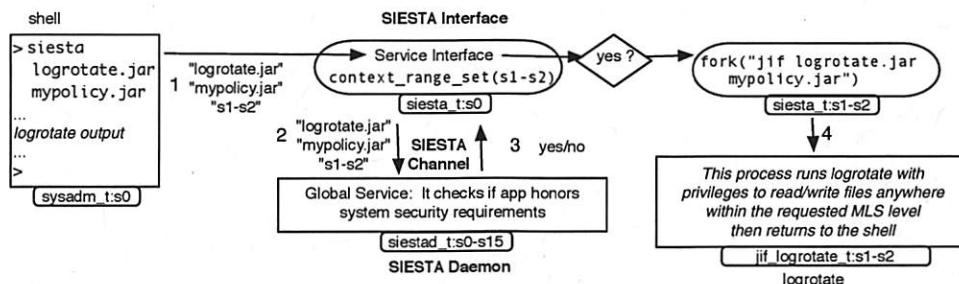 shell
> siesta
logrotate.jar
mypolicy.jar
...
logrotate output
...
>
sysadm_t:s0
1
"logrotate.jar"
"mypolicy.jar"
"s1-s2"
SIESTA Interface
Service Interface
context_range_set(s1-s2)
siesta_t:s0
yes ?
fork("jif logrotate.jar
mypolicy.jar")
siesta_t:s1-s2
2
"logrotate.jar"
"mypolicy.jar"
"s1-s2"
SIESTA
Channel
3
yes/no
Global Service: It checks if app honors
system security requirements
siestad_t:s0-s15
SIESTA Daemon
4
This process runs logrotate with
privileges to read/write files anywhere
within the requested MLS level
then returns to the shell
jif_logrotate_t:s1-s2
logrotate